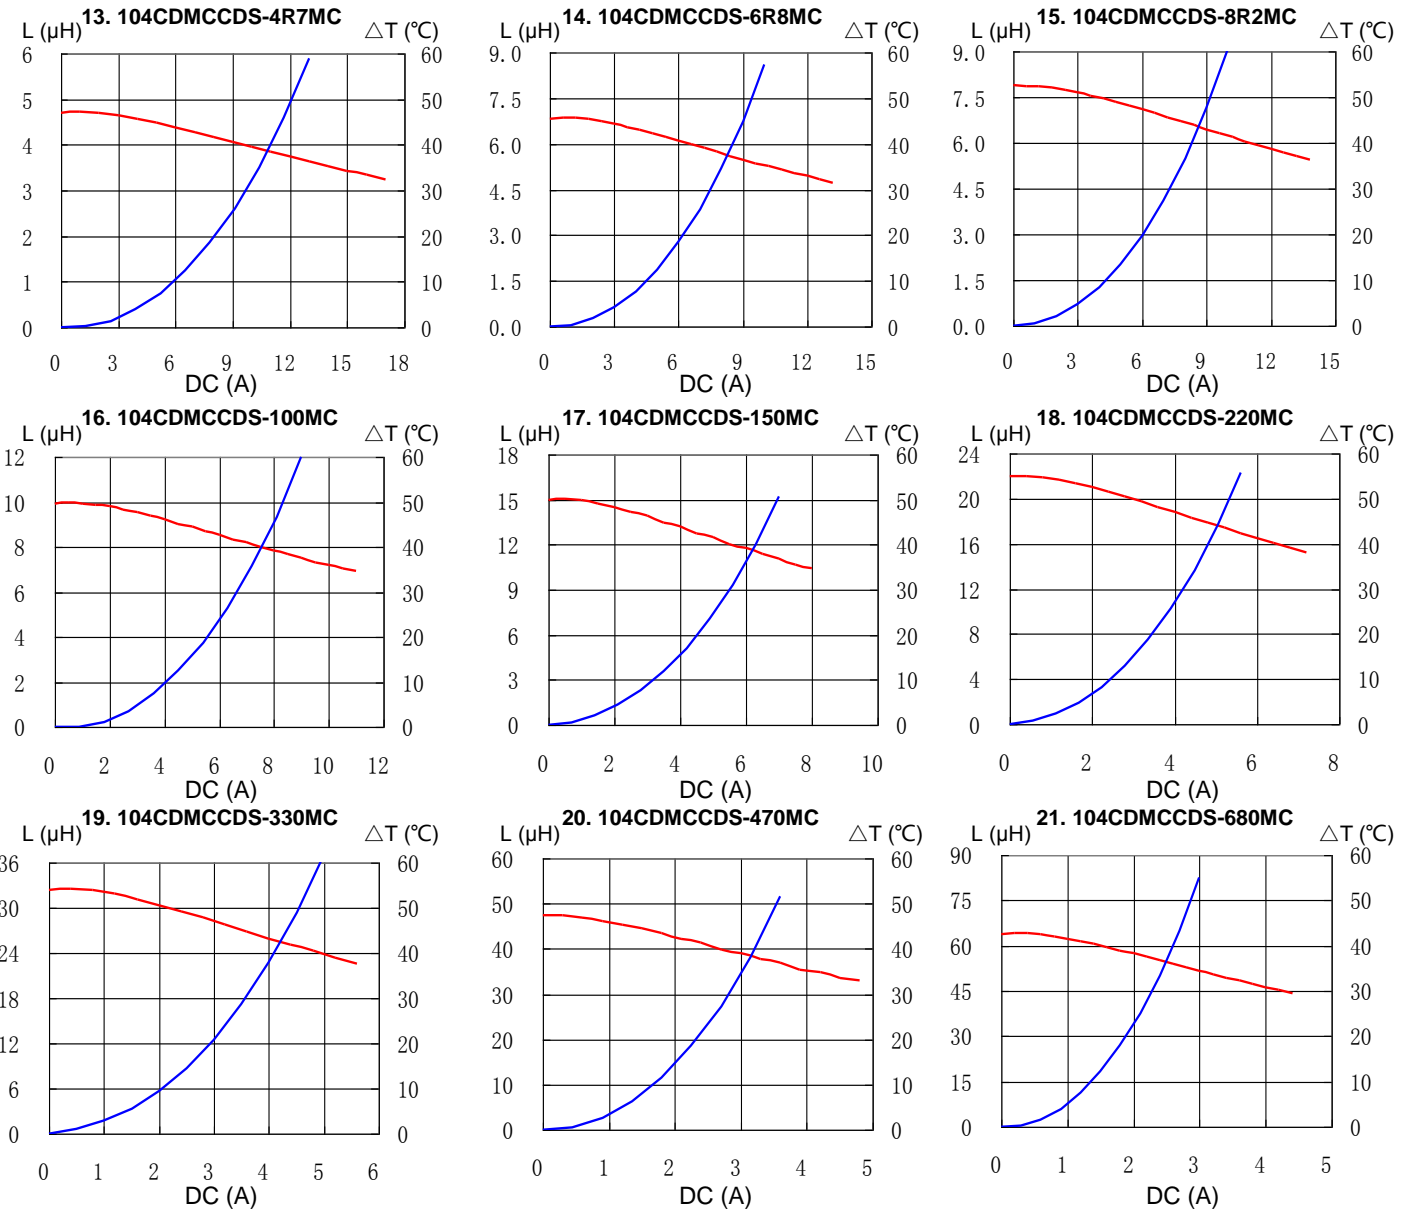 13. 104CDMCCDS-4R7MC
L (μH) △T (℃)
6 60
5 50
4 40
3 30
2 20
1 10
0 0
0 3 6 9 12 15 18
DC (A)
14. 104CDMCCDS-6R8MC
L (μH) △T (℃)
9.0 60
7.5 50
6.0 40
4.5 30
3.0 20
1.5 10
0.0 0
0 3 6 9 12 15
DC (A)
15. 104CDMCCDS-8R2MC
L (μH) △T (℃)
9.0 60
7.5 50
6.0 40
4.5 30
3.0 20
1.5 10
0.0 0
0 3 6 9 12 15
DC (A)
16. 104CDMCCDS-100MC
L (μH) △T (℃)
12 60
10 50
8 40
6 30
4 20
2 10
0 0
0 2 4 6 8 10 12
DC (A)
17. 104CDMCCDS-150MC
L (μH) △T (℃)
18 60
15 50
12 40
9 30
6 20
3 10
0 0
0 2 4 6 8 10
DC (A)
18. 104CDMCCDS-220MC
L (μH) △T (℃)
24 60
20 50
16 40
12 30
8 20
4 10
0 0
0 2 4 6 8
DC (A)
19. 104CDMCCDS-330MC
L (μH) △T (℃)
36 60
30 50
24 40
18 30
12 20
6 10
0 0
0 1 2 3 4 5 6
DC (A)
20. 104CDMCCDS-470MC
L (μH) △T (℃)
60 60
50 50
40 40
30 30
20 20
10 10
0 0
0 1 2 3 4 5
DC (A)
21. 104CDMCCDS-680MC
L (μH) △T (℃)
90 60
75 50
60 40
45 30
30 20
15 10
0 0
0 1 2 3 4 5
DC (A)